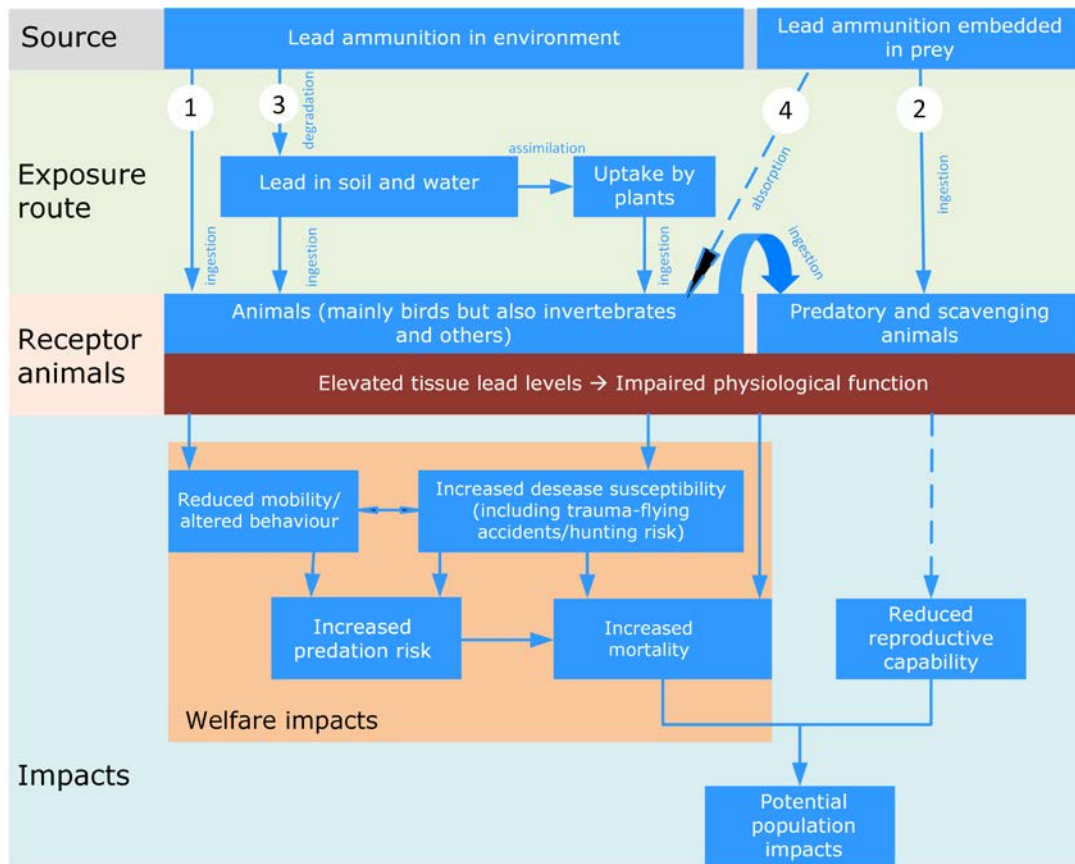 Source
Lead ammunition in environment
Lead ammunition embedded
in prey
1
3
4
2
degradation
Exposure
route
assimilation
Lead in soil and water
Uptake by
plants
absorption
ingestion
ingestion
ingestion
ingestion
ingestion
Receptor
animals
Animals (mainly birds but also invertebrates
and others)
Predatory and scavenging
animals
Elevated tissue lead levels → Impaired physiological function
Reduced mobility/
altered behaviour
Increased desease susceptibility
(including trauma-flying
accidents/hunting risk)
Increased
predation risk
Increased
mortality
Reduced
reproductive
capability
Welfare impacts
Impacts
Potential
population
impacts